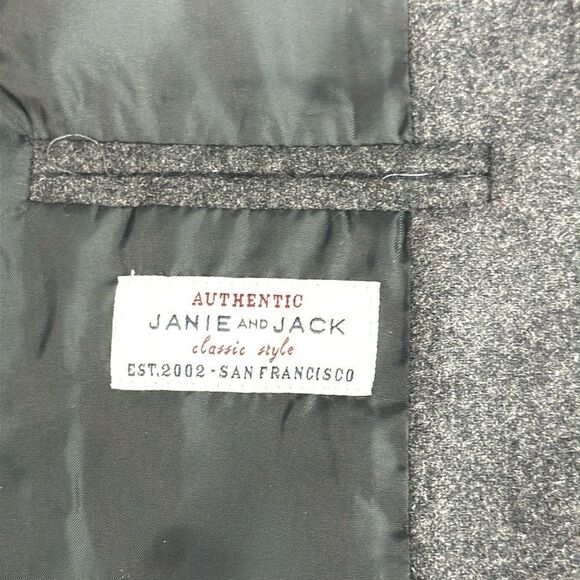 AUTHENTIC
JANIE AND JACK
classic style
EST. 2002 - SAN FRANCISCO